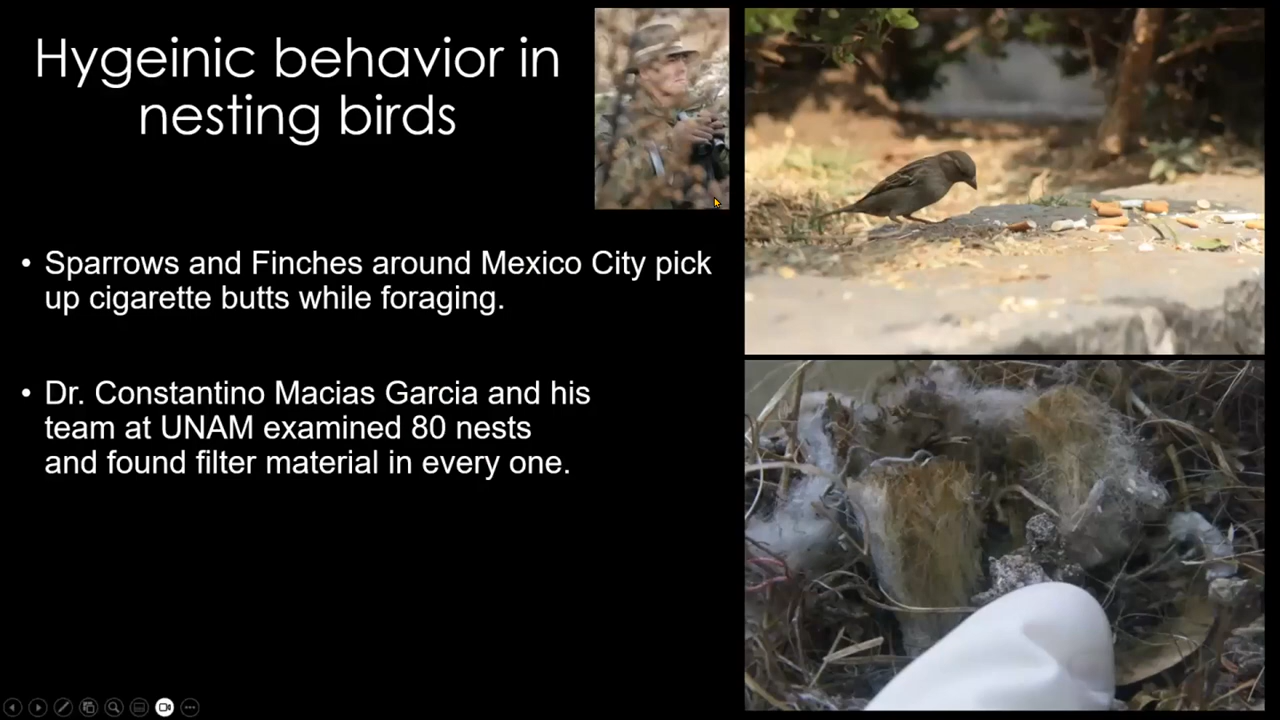 Hygeinic behavior in
nesting birds
• Sparrows and Finches around Mexico City pick
up cigarette butts while foraging.
• Dr. Constantino Macias Garcia and his
team at UNAM examined 80 nests
and found filter material in every one.